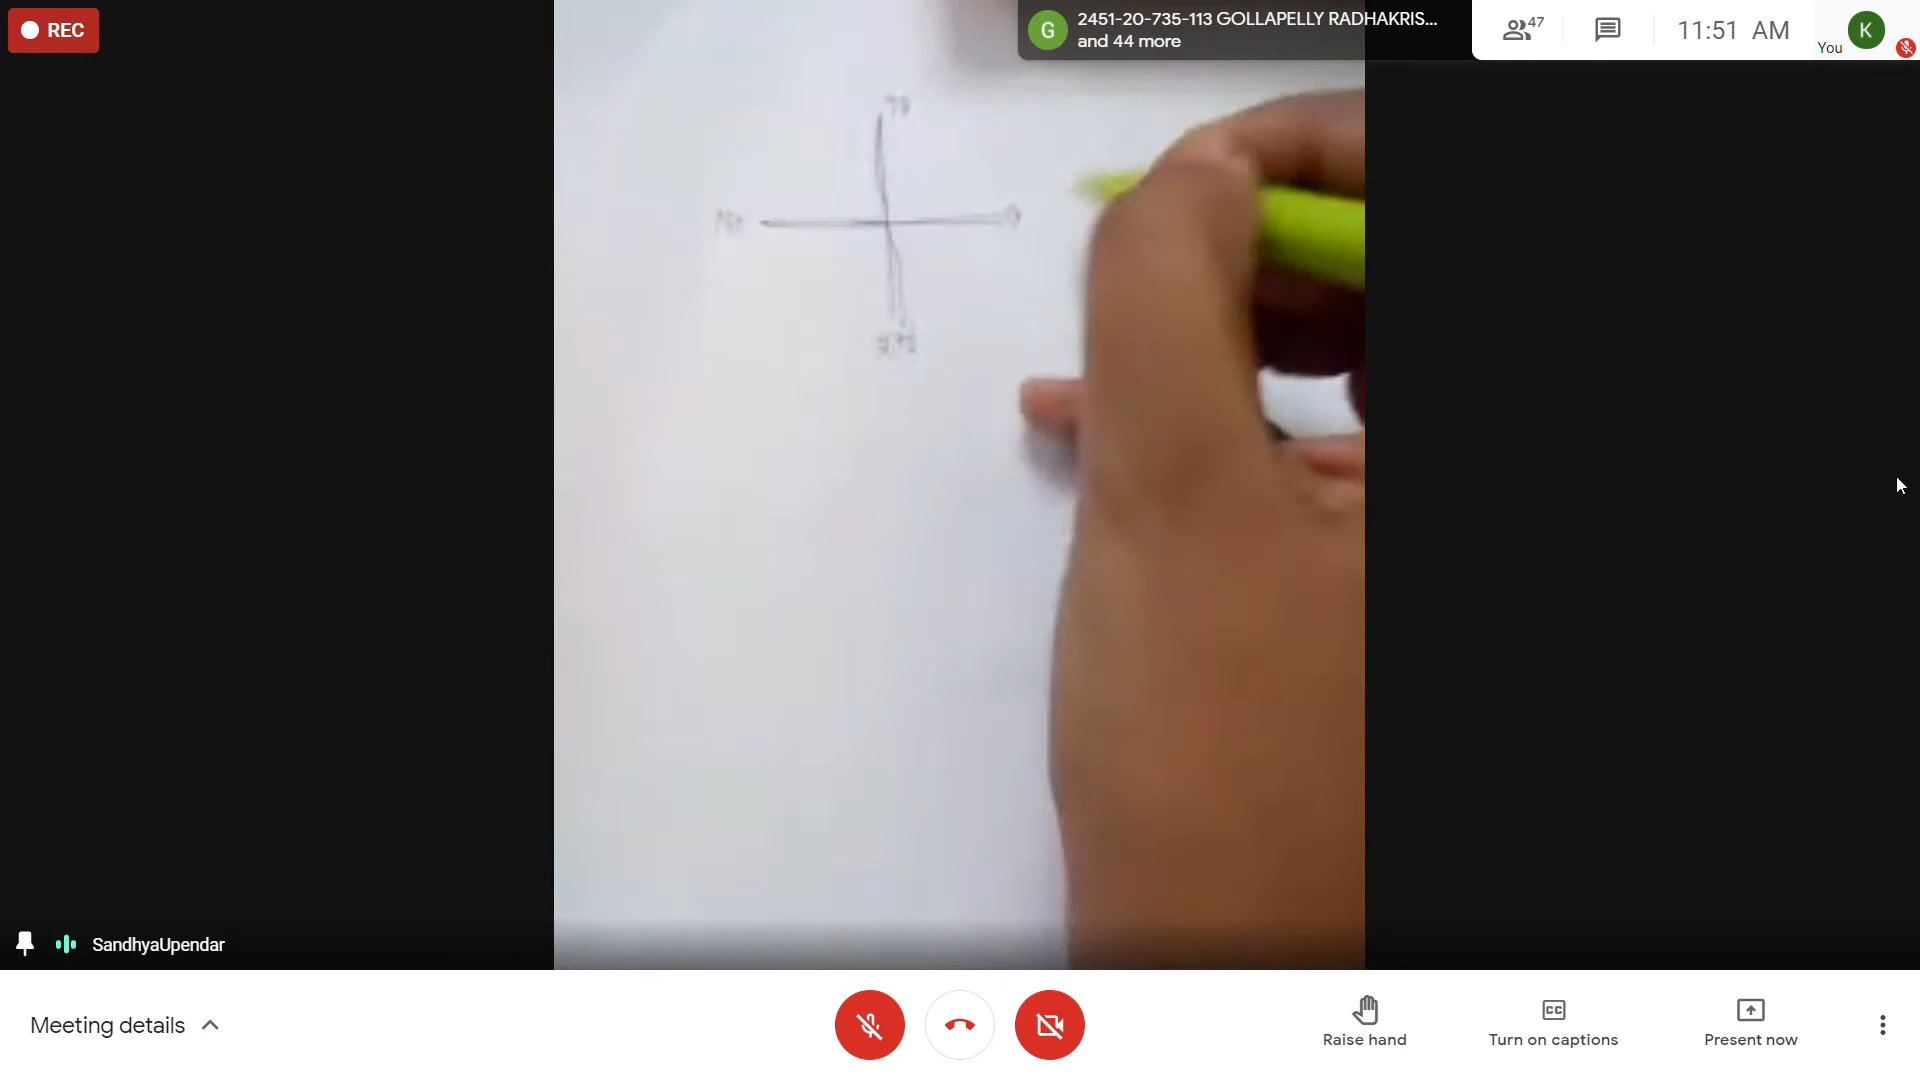 REC
G
2451-20-735-113 GOLLAPELLY RADHAKRIS...
and 44 more
47
11:51 AM
You
K
SandhyaUpendar
Meeting details
CC
Raise hand
Turn on captions
Present now